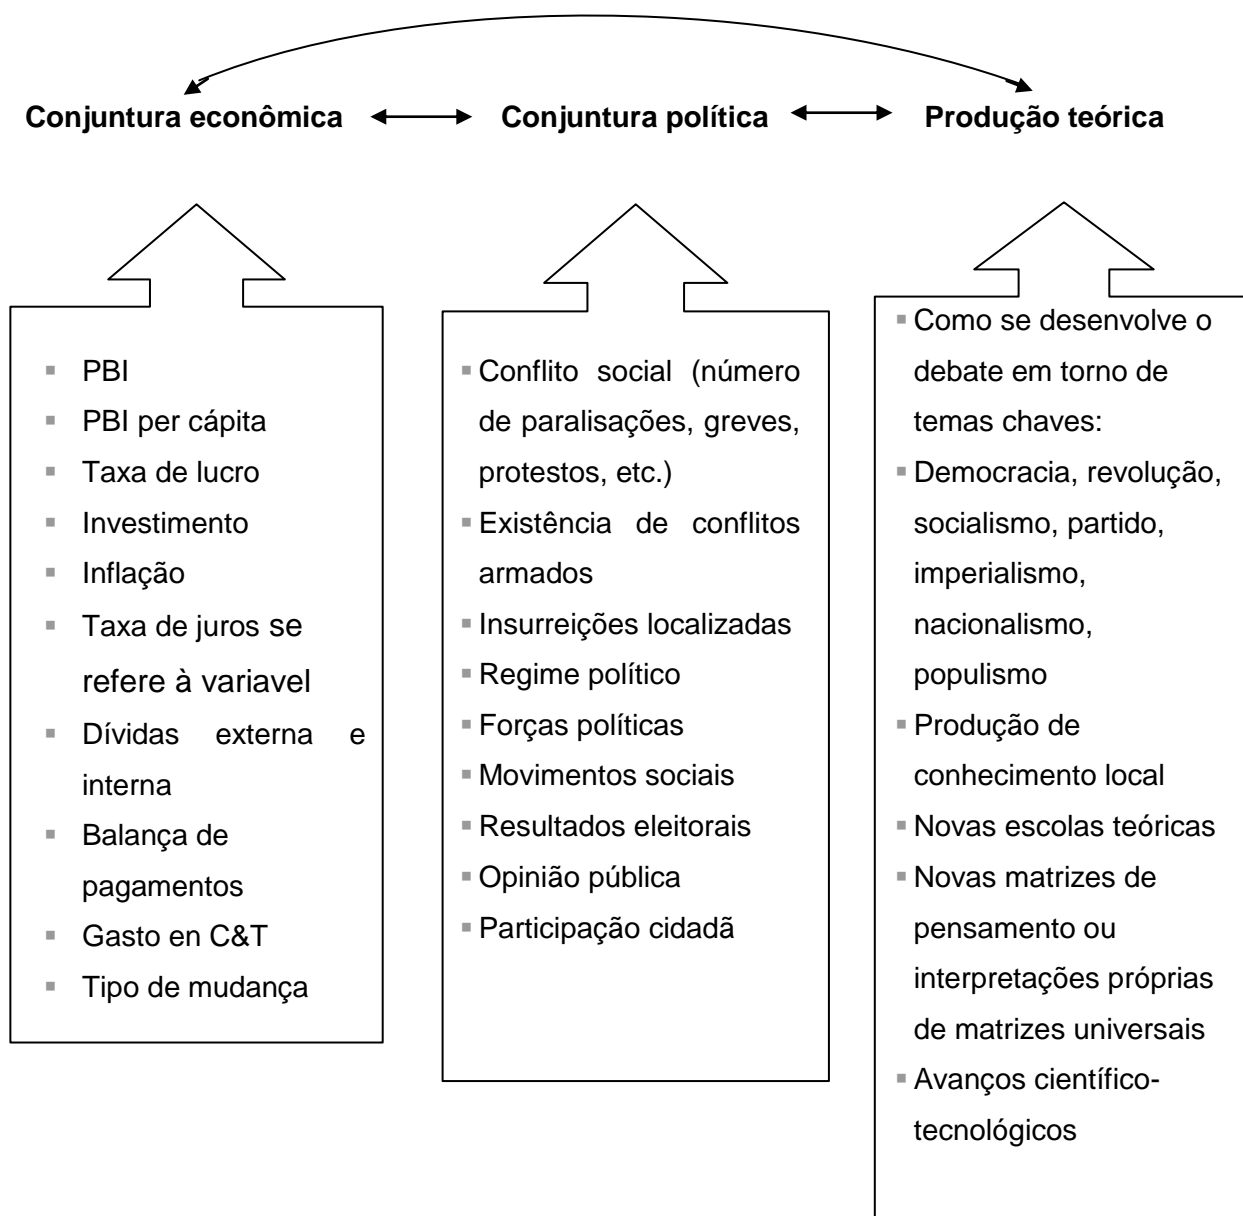 Conjuntura econômica
Conjuntura política
Produção teórica
PBI
PBI per cápita
Taxa de lucro
Investimento
Inflação
Taxa de juros se
refere à variavel
Dívidas externa e
interna
Balança de
pagamentos
Gasto en C&T
Tipo de mudança
Conflito social (número
de paralisações, greves,
protestos, etc.)
Existência de conflitos
armados
Insurreições localizadas
Regime político
Forças políticas
Movimentos sociais
Resultados eleitorais
Opinião pública
Participação cidadã
Como se desenvolve o
debate em torno de
temas chaves:
Democracia, revolução,
socialismo, partido,
imperialismo,
nacionalismo,
populismo
Produção de
conhecimento local
Novas escolas teóricas
Novas matrizes de
pensamento ou
interpretações próprias
de matrizes universais
Avanços científico-
tecnológicos